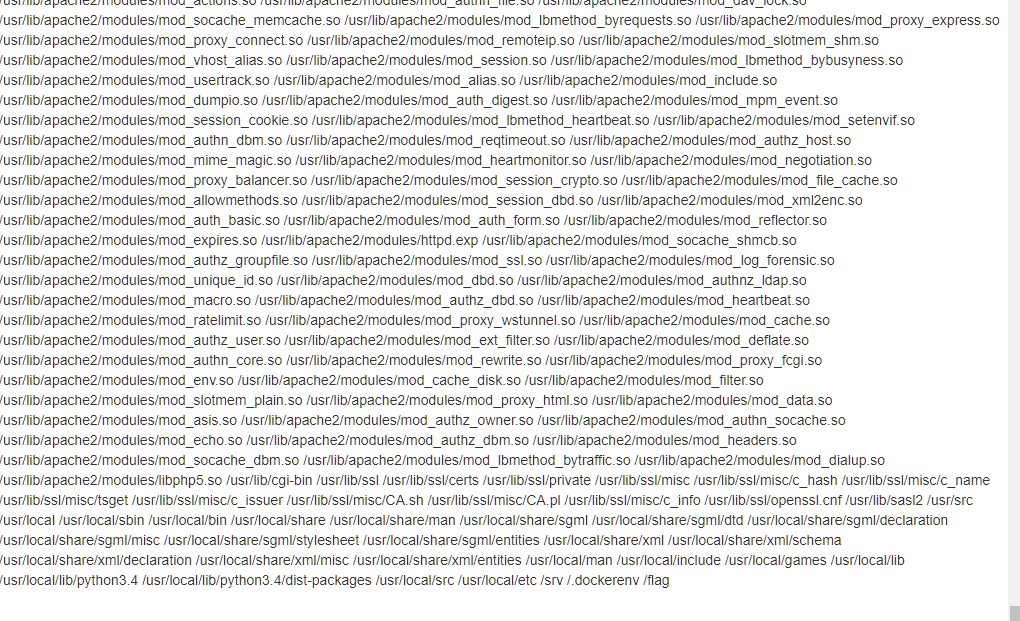 /usr/lib/apache2/modules/mod_actions.so /usr/lib/apache2/modules/mod_authn_file.so /usr/lib/apache2/modules/mod_dav_lock.so
/usr/lib/apache2/modules/mod_socache_memcache.so /usr/lib/apache2/modules/mod_lbmethod_byrequests.so /usr/lib/apache2/modules/mod_proxy_express.so
/usr/lib/apache2/modules/mod_proxy_connect.so /usr/lib/apache2/modules/mod_remoteip.so /usr/lib/apache2/modules/mod_slotmem_shm.so
/usr/lib/apache2/modules/mod_vhost_alias.so /usr/lib/apache2/modules/mod_session.so /usr/lib/apache2/modules/mod_lbmethod_bybusyness.so
/usr/lib/apache2/modules/mod_usertrack.so /usr/lib/apache2/modules/mod_alias.so /usr/lib/apache2/modules/mod_include.so
/usr/lib/apache2/modules/mod_dumpio.so /usr/lib/apache2/modules/mod_auth_digest.so /usr/lib/apache2/modules/mod_mpm_event.so
/usr/lib/apache2/modules/mod_session_cookie.so /usr/lib/apache2/modules/mod_lbmethod_heartbeat.so /usr/lib/apache2/modules/mod_setenvif.so
/usr/lib/apache2/modules/mod_authn_dbm.so /usr/lib/apache2/modules/mod_reqtimeout.so /usr/lib/apache2/modules/mod_authz_host.so
/usr/lib/apache2/modules/mod_mime_magic.so /usr/lib/apache2/modules/mod_heartmonitor.so /usr/lib/apache2/modules/mod_negotiation.so
/usr/lib/apache2/modules/mod_proxy_balancer.so /usr/lib/apache2/modules/mod_session_crypto.so /usr/lib/apache2/modules/mod_file_cache.so
/usr/lib/apache2/modules/mod_allowmethods.so /usr/lib/apache2/modules/mod_session_dbd.so /usr/lib/apache2/modules/mod_xml2enc.so
/usr/lib/apache2/modules/mod_auth_basic.so /usr/lib/apache2/modules/mod_auth_form.so /usr/lib/apache2/modules/mod_reflector.so
/usr/lib/apache2/modules/mod_expires.so /usr/lib/apache2/modules/httpd.exp /usr/lib/apache2/modules/mod_socache_shmcb.so
/usr/lib/apache2/modules/mod_authz_groupfile.so /usr/lib/apache2/modules/mod_ssl.so /usr/lib/apache2/modules/mod_log_forensic.so
/usr/lib/apache2/modules/mod_unique_id.so /usr/lib/apache2/modules/mod_dbd.so /usr/lib/apache2/modules/mod_authnz_ldap.so
/usr/lib/apache2/modules/mod_macro.so /usr/lib/apache2/modules/mod_authz_dbd.so /usr/lib/apache2/modules/mod_heartbeat.so
/usr/lib/apache2/modules/mod_ratelimit.so /usr/lib/apache2/modules/mod_proxy_wstunnel.so /usr/lib/apache2/modules/mod_cache.so
/usr/lib/apache2/modules/mod_authz_user.so /usr/lib/apache2/modules/mod_ext_filter.so /usr/lib/apache2/modules/mod_deflate.so
/usr/lib/apache2/modules/mod_authn_core.so /usr/lib/apache2/modules/mod_rewrite.so /usr/lib/apache2/modules/mod_proxy_fcgi.so
/usr/lib/apache2/modules/mod_env.so /usr/lib/apache2/modules/mod_cache_disk.so /usr/lib/apache2/modules/mod_filter.so
/usr/lib/apache2/modules/mod_slotmem_plain.so /usr/lib/apache2/modules/mod_proxy_html.so /usr/lib/apache2/modules/mod_data.so
/usr/lib/apache2/modules/mod_asis.so /usr/lib/apache2/modules/mod_authz_owner.so /usr/lib/apache2/modules/mod_authn_socache.so
/usr/lib/apache2/modules/mod_echo.so /usr/lib/apache2/modules/mod_authz_dbm.so /usr/lib/apache2/modules/mod_headers.so
/usr/lib/apache2/modules/mod_socache_dbm.so /usr/lib/apache2/modules/mod_lbmethod_bytraffic.so /usr/lib/apache2/modules/mod_dialup.so
/usr/lib/apache2/modules/libphp5.so /usr/lib/cgi-bin /usr/lib/ssl /usr/lib/ssl/certs /usr/lib/ssl/private /usr/lib/ssl/misc /usr/lib/ssl/misc/c_hash /usr/lib/ssl/misc/c_name
/usr/lib/ssl/misc/tsget /usr/lib/ssl/misc/c_issuer /usr/lib/ssl/misc/CA.sh /usr/lib/ssl/misc/CA.pl /usr/lib/ssl/misc/c_info /usr/lib/ssl/openssl.cnf /usr/lib/sasl2 /usr/src
/usr/local /usr/local/sbin /usr/local/bin /usr/local/share /usr/local/share/man /usr/local/share/sgml /usr/local/share/sgml/dtd /usr/local/share/sgml/declaration
/usr/local/share/sgml/misc /usr/local/share/sgml/stylesheet /usr/local/share/sgml/entities /usr/local/share/xml /usr/local/share/xml/schema
/usr/local/share/xml/declaration /usr/local/share/xml/misc /usr/local/share/xml/entities /usr/local/man /usr/local/include /usr/local/games /usr/local/lib
/usr/local/lib/python3.4 /usr/local/lib/python3.4/dist-packages /usr/local/src /usr/local/etc /srv /.dockerenv /flag